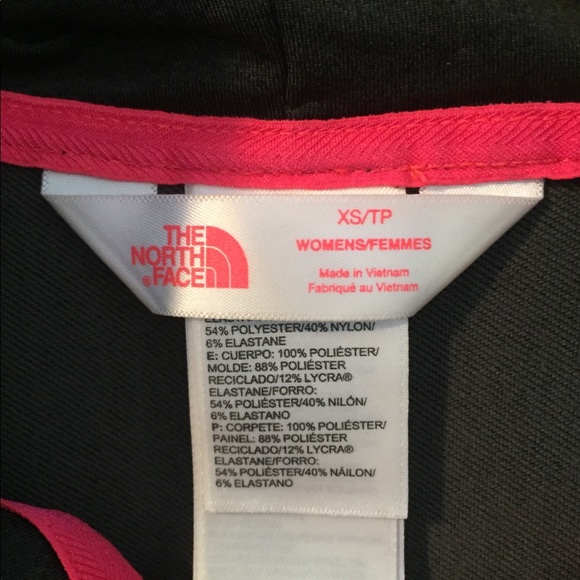 THE
NORTH
®FACE
XS/TP
WOMENS/FEMMES
Made in Vietnam
Fabriqué au Vietnam
54% POLYESTER/40% NYLON/
6% ELASTANE
E: CUERPO: 100% POLIÉSTER/
MOLDE: 88% POLIÉSTER
RECICLADO/12% LYCRA®
ELASTANE/FORRO:
54% POLIÉSTER/40% NILÓN/
6% ELASTANO
P: CORPETE: 100% POLIÉSTER/
PAINEL: 88% POLIÉSTER
RECICLADO/12% LYCRA®
ELASTANE/FORRO:
54% POLIÉSTER/40% NÁILON/
6% ELASTANO